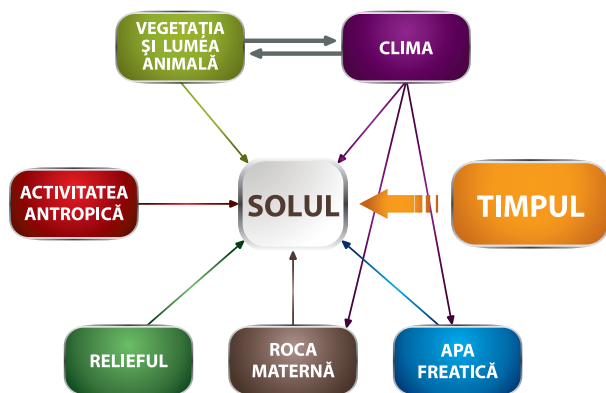 VEGETAȚIA
ȘI LUMEA
ANIMALĂ
CLIMA
ACTIVITATEA
ANTROPICĂ
SOLUL
TIMPUL
RELIEFUL
ROCA
MATERNĂ
APA
FREATICĂ